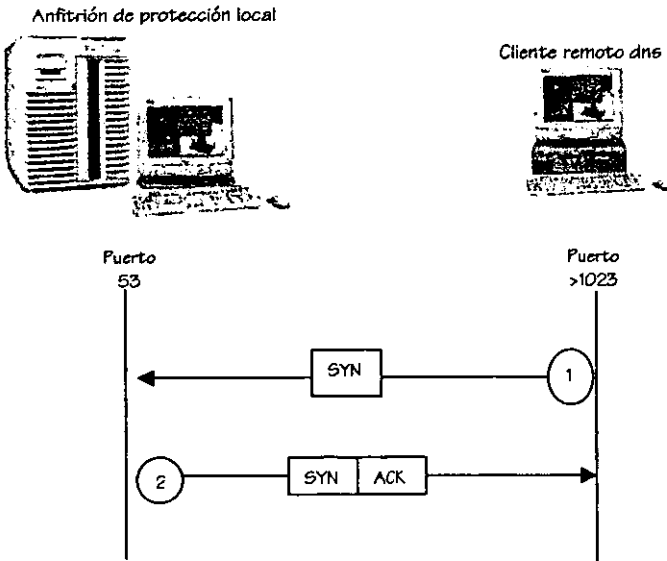 Anfitrión de protección local
Cliente remoto dns
Puerto
53
Puerto
>1023
SYN
1
2
SYN ACK